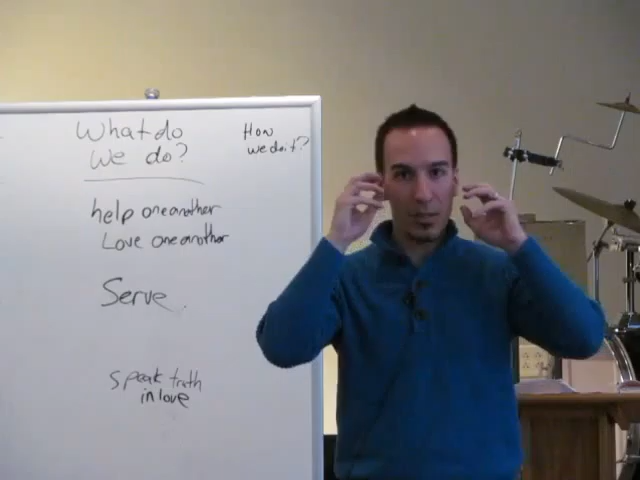 What do
we do?
How
we do it?
help one another
Love one another
Serve.
speak truth
in love